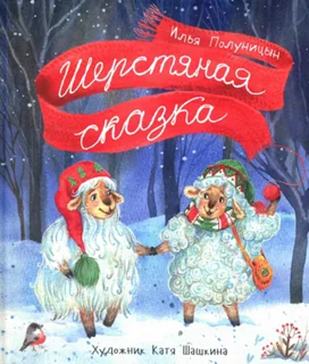 Илья Полуницын
Шерстяная
сказка
Художник Катя Шашкина